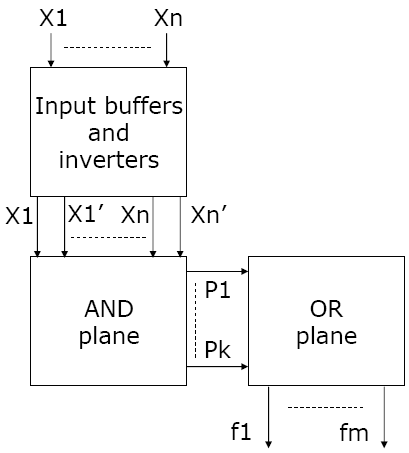 X1 Xn
Input buffers
and
inverters
X1 X1′ Xn Xn′
AND
plane
P1
Pk
OR
plane
f1 fm